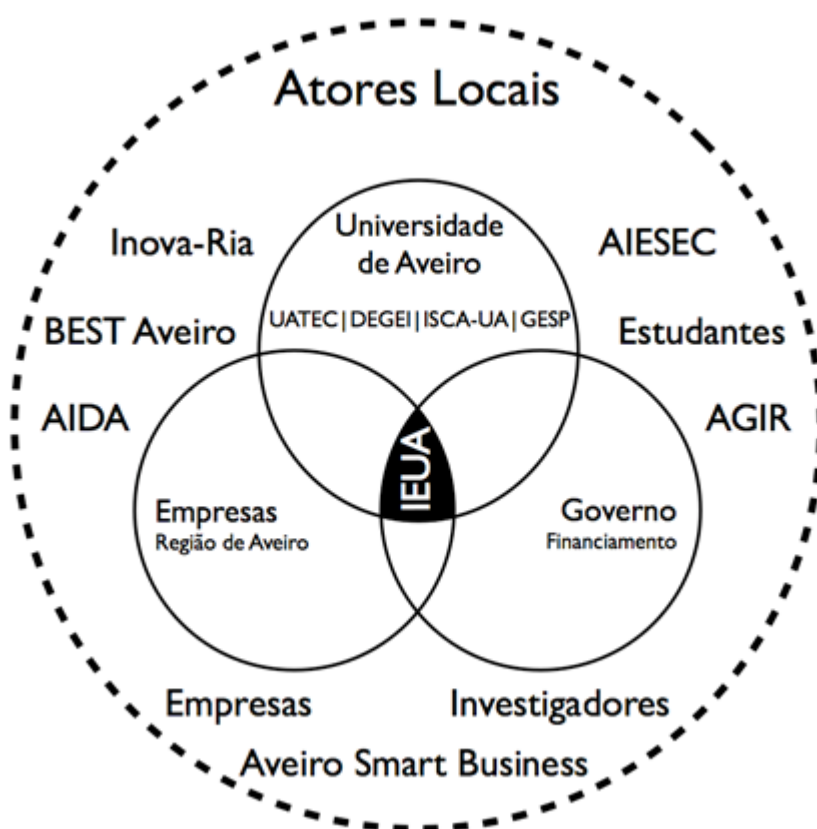 Atores Locais
Inova-Ria
Universidade
de Aveiro
AIESEC
UATEC|DEGEI|ISCA-UA|GESP
BEST Aveiro
Estudantes
AIDA
AGIR
IEUA
Empresas
Região de Aveiro
Governo
Financiamento
Empresas
Investigadores
Aveiro Smart Business